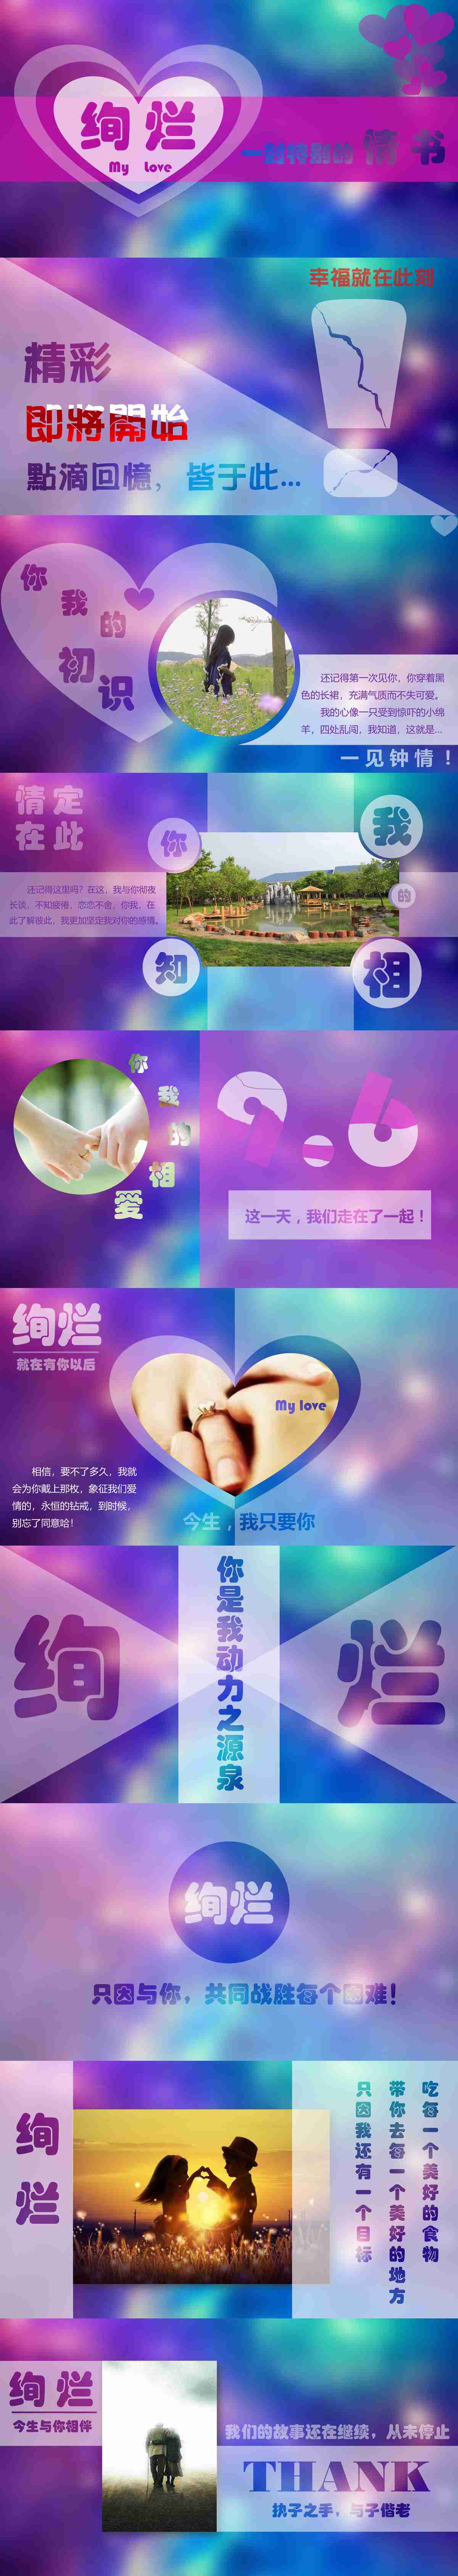 绚 烂
My Love
一封特别的 情 书
幸福就在此刻
精彩
即將開始
點滴回憶，皆于此...
你
我
的
初
识
还记得第一次见你，你穿着黑
色的长裙，充满气质而不失可爱。
我的心像一只受到惊吓的小绵
羊，四处乱闯，我知道，这就是...
一见钟情！
情定
在此
你
我
的
相
知
还记得这里吗？在这，我与你彻夜
长谈，不知疲倦，恋恋不舍，你我，在
此了解彼此，我更加坚定我对你的感情。
你
我
的
相
爱
9.6
这一天，我们走在了一起！
绚烂
就在有你以后
My love
相信，要不了多久，我就
会为你戴上那枚，象征我们爱
情的，永恒的钻戒，到时候，
别忘了同意哈！
今生，我只要你
绚
你是我动力之源泉
烂
绚烂
只因与你，共同战胜每个困难！
绚
烂
吃每一个美好的食物
带你去每一个美好的地方
只因我还有一个目标
绚 烂
今生与你相伴
我们的故事还在继续，从未停止
THANK
执子之手，与子偕老